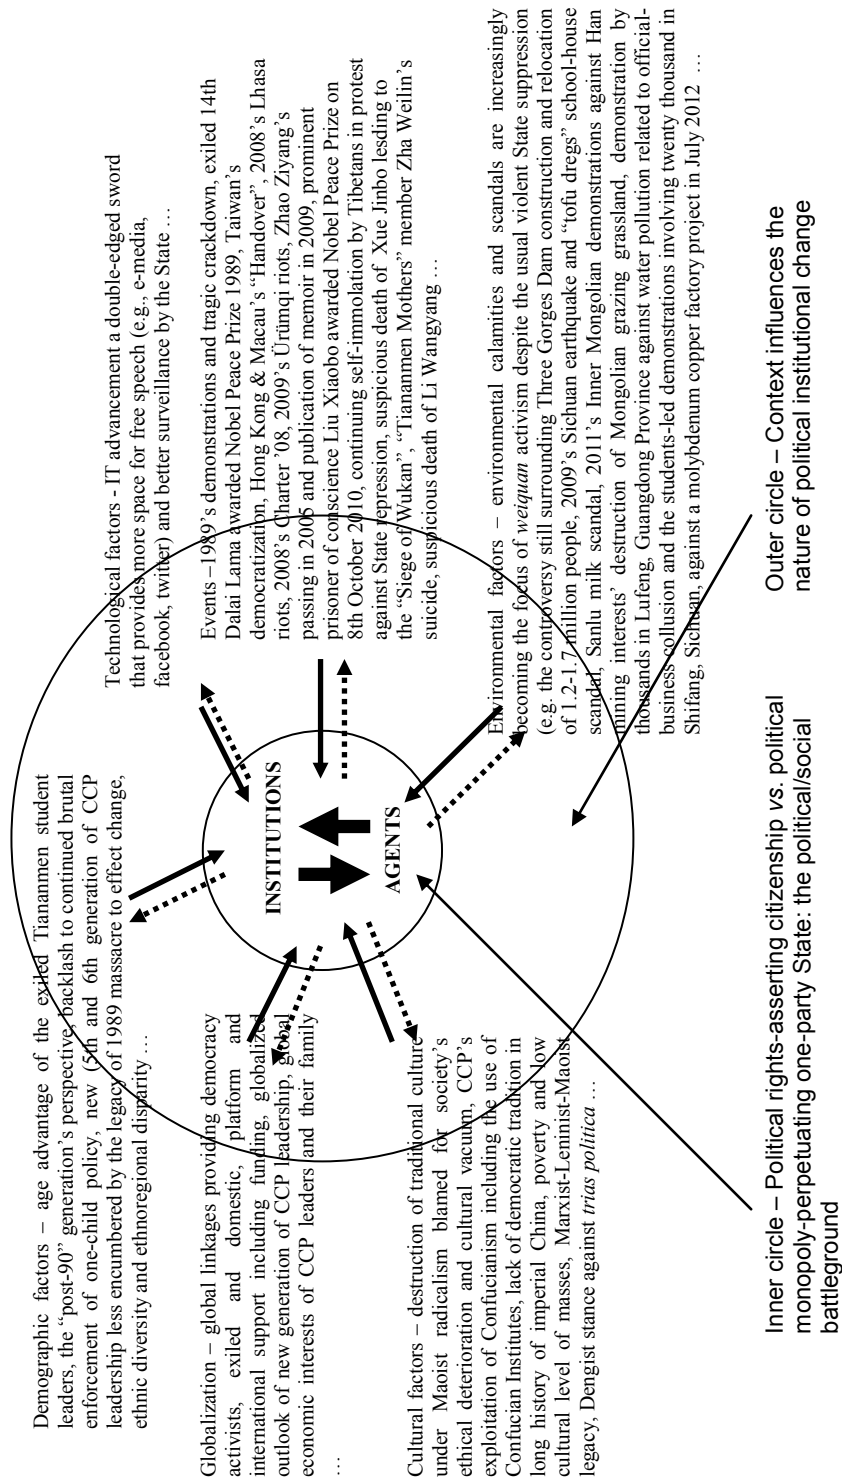 Demographic factors – age advantage of the exiled Tiananmen student
leaders, the “post-90” generation’s perspective, backlash to continued brutal
enforcement of one-child policy, new (5th and 6th generation of CCP
leadership less encumbered by the legacy of 1989 massacre to effect change,
ethnic diversity and ethnoregional disparity …
Technological factors - IT advancement a double-edged sword
that provides more space for free speech (e.g., e-media,
facebook, twitter) and better surveillance by the State …
Globalization – global linkages providing democracy
activists, exiled and domestic, platform and
international support including funding, globalized
outlook of new generation of CCP leadership, global
economic interests of CCP leaders and their family
…
INSTITUTIONS
AGENTS
Events –1989’s demonstrations and tragic crackdown, exiled 14th
Dalai Lama awarded Nobel Peace Prize 1989, Taiwan’s
democratization, Hong Kong & Macau’s “Handover”, 2008’s Lhasa
riots, 2008’s Charter ’08, 2009’s Ürümqi riots, Zhao Ziyang’s
passing in 2005 and publication of memoir in 2009, prominent
prisoner of conscience Liu Xiaobo awarded Nobel Peace Prize on
8th October 2010, continuing self-immolation by Tibetans in protest
against State repression, suspicious death of Xue Jinbo lesding to
the “Siege of Wukan”, “Tiananmen Mothers” member Zha Weilin’s
suicide, suspicious death of Li Wangyang …
Cultural factors – destruction of traditional culture
under Maoist radicalism blamed for society’s
ethical deterioration and cultural vacuum, CCP’s
exploitation of Confucianism including the use of
Confucian Institutes, lack of democratic tradition in
long history of imperial China, poverty and low
cultural level of masses, Marxist-Leninist-Maoist
legacy, Dengist stance against trias politica …
Environmental factors – environmental calamities and scandals are increasingly
becoming the focus of weiquan activism despite the usual violent State suppression
(e.g. the controversy still surrounding Three Gorges Dam construction and relocation
of 1.2-1.7 million people, 2009’s Sichuan earthquake and “tofu dregs” school-house
scandal, Sanlu milk scandal, 2011’s Inner Mongolian demonstrations against Han
mining interests’ destruction of Mongolian grazing grassland, demonstration by
thousands in Lufeng, Guangdong Province against water pollution related to official-
business collusion and the students-led demonstrations involving twenty thousand in
Shifang, Sichuan, against a molybdenum copper factory project in July 2012 …
Inner circle – Political rights-asserting citizenship vs. political
monopoly-perpetuating one-party State: the political/social
battleground
Outer circle – Context influences the
nature of political institutional change